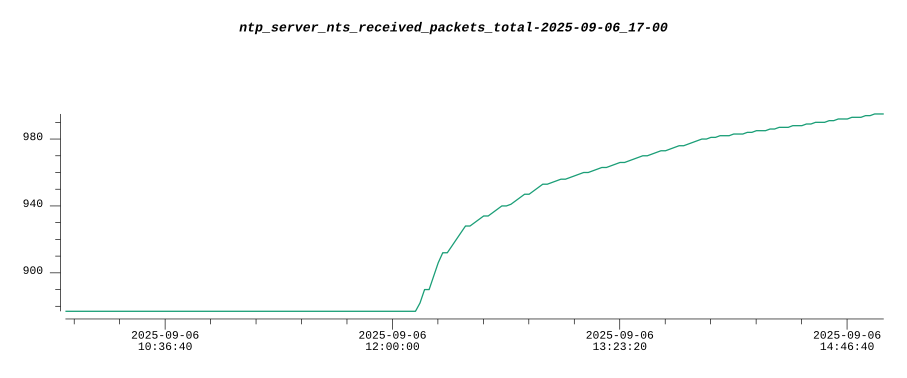 ntp_server_nts_received_packets_total-2025-09-06_17-00
980
940
900
2025-09-06 2025-09-06 2025-09-06 2025-09-06
10:36:40 12:00:00 13:23:20 14:46:40